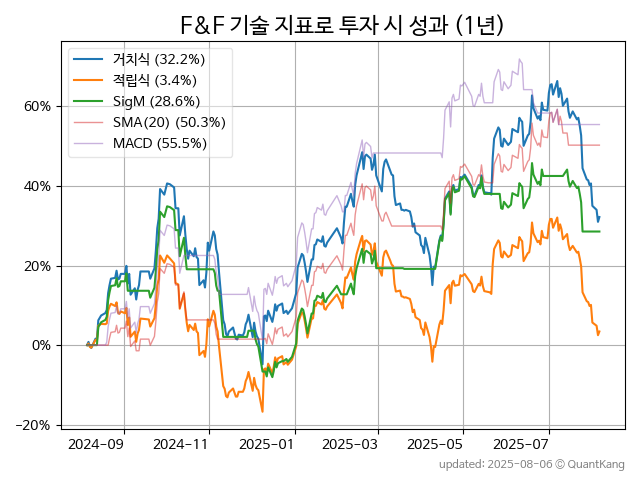 F&F 기술 지표로 투자 시 성과 (1년)
거치식 (32.2%)
적립식 (3.4%)
SigM (28.6%)
SMA(20) (50.3%)
MACD (55.5%)
60%
40%
20%
0%
−20%
2024-09 2024-11 2025-01 2025-03 2025-05 2025-07
updated: 2025-08-06 © QuantKang